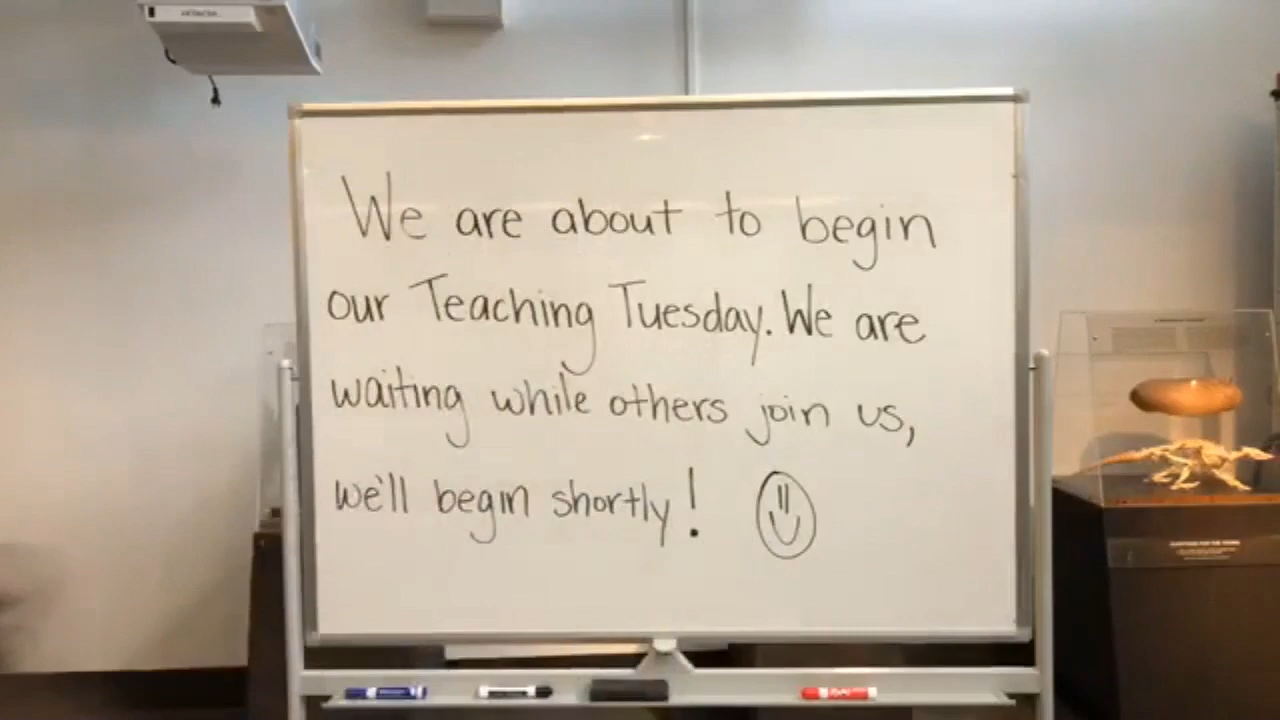 We are about to begin
our Teaching Tuesday. We are
waiting while others join us,
we'll begin shortly!